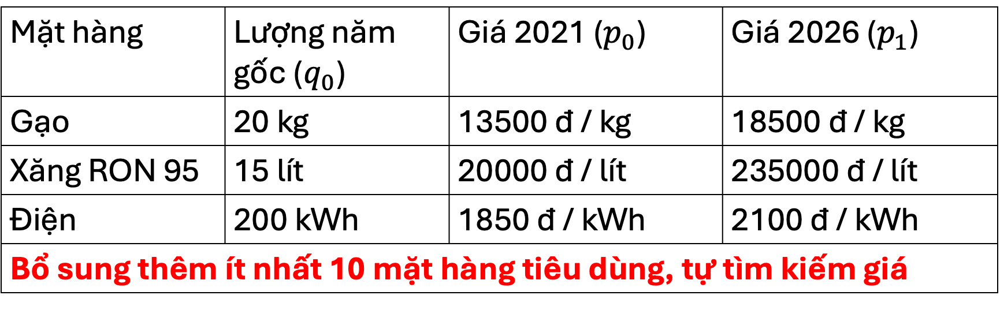 Mặt hàng
Lượng năm
gốc (q₀)
Giá 2021 (p₀)
Giá 2026 (p₁)
Gạo
20 kg
13500 đ / kg
18500 đ / kg
Xăng RON 95
15 lít
20000 đ / lít
235000 đ / lít
Điện
200 kWh
1850 đ / kWh
2100 đ / kWh
Bổ sung thêm ít nhất 10 mặt hàng tiêu dùng, tự tìm kiếm giá